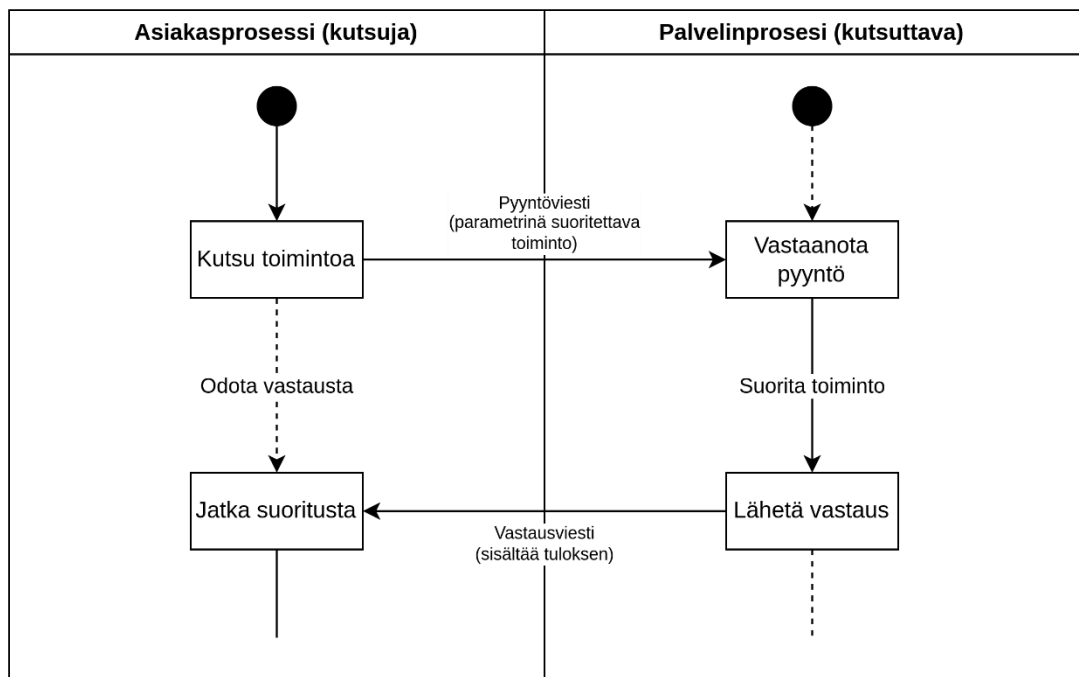 Asiakasprosessi (kutsuja)
Palvelinprosesi (kutsuttava)
Pyyntöviesti
(parametrinä suoritettava
toiminto)
Kutsu toimintoa
Vastaanota
pyyntö
Odota vastausta
Suorita toiminto
Jatka suoritusta
Lähetä vastaus
Vastausviesti
(sisältää tuloksen)